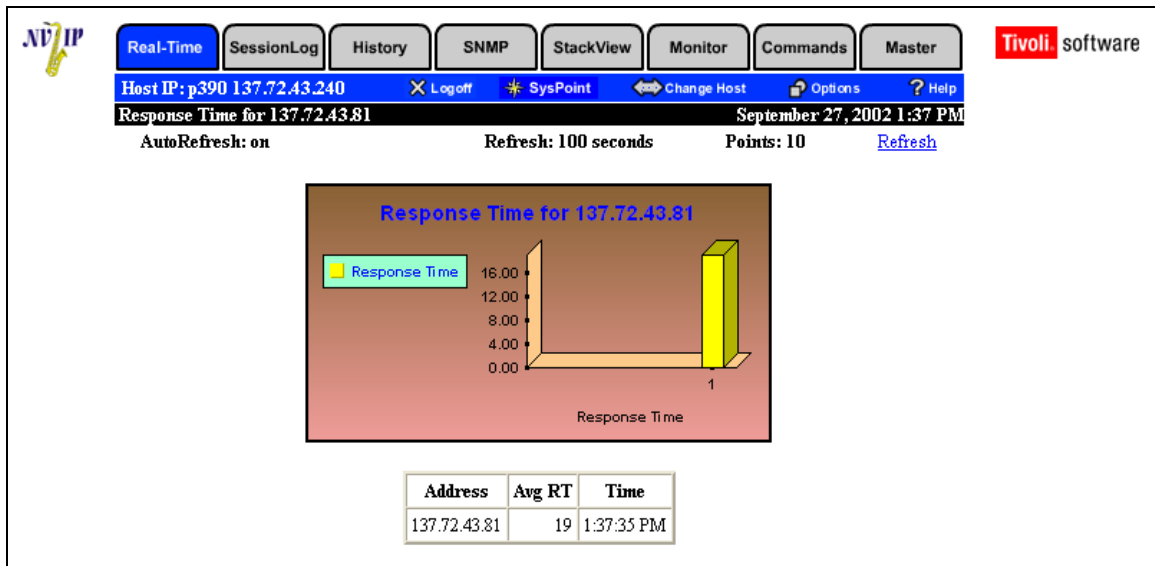 NV IP
Real-Time SessionLog History SNMP StackView Monitor Commands Master
Tivoli. software
Host IP: p390 137.72.43.240 Logoff SysPoint Change Host Options ? Help
Response Time for 137.72.43.81 September 27, 2002 1:37 PM
AutoRefresh: on Refresh: 100 seconds Points: 10 Refresh
Response Time for 137.72.43.81
Response Time
16.00
12.00
8.00
4.00
0.00
1
Response Time
Address Avg RT Time
137.72.43.81 19 1:37:35 PM